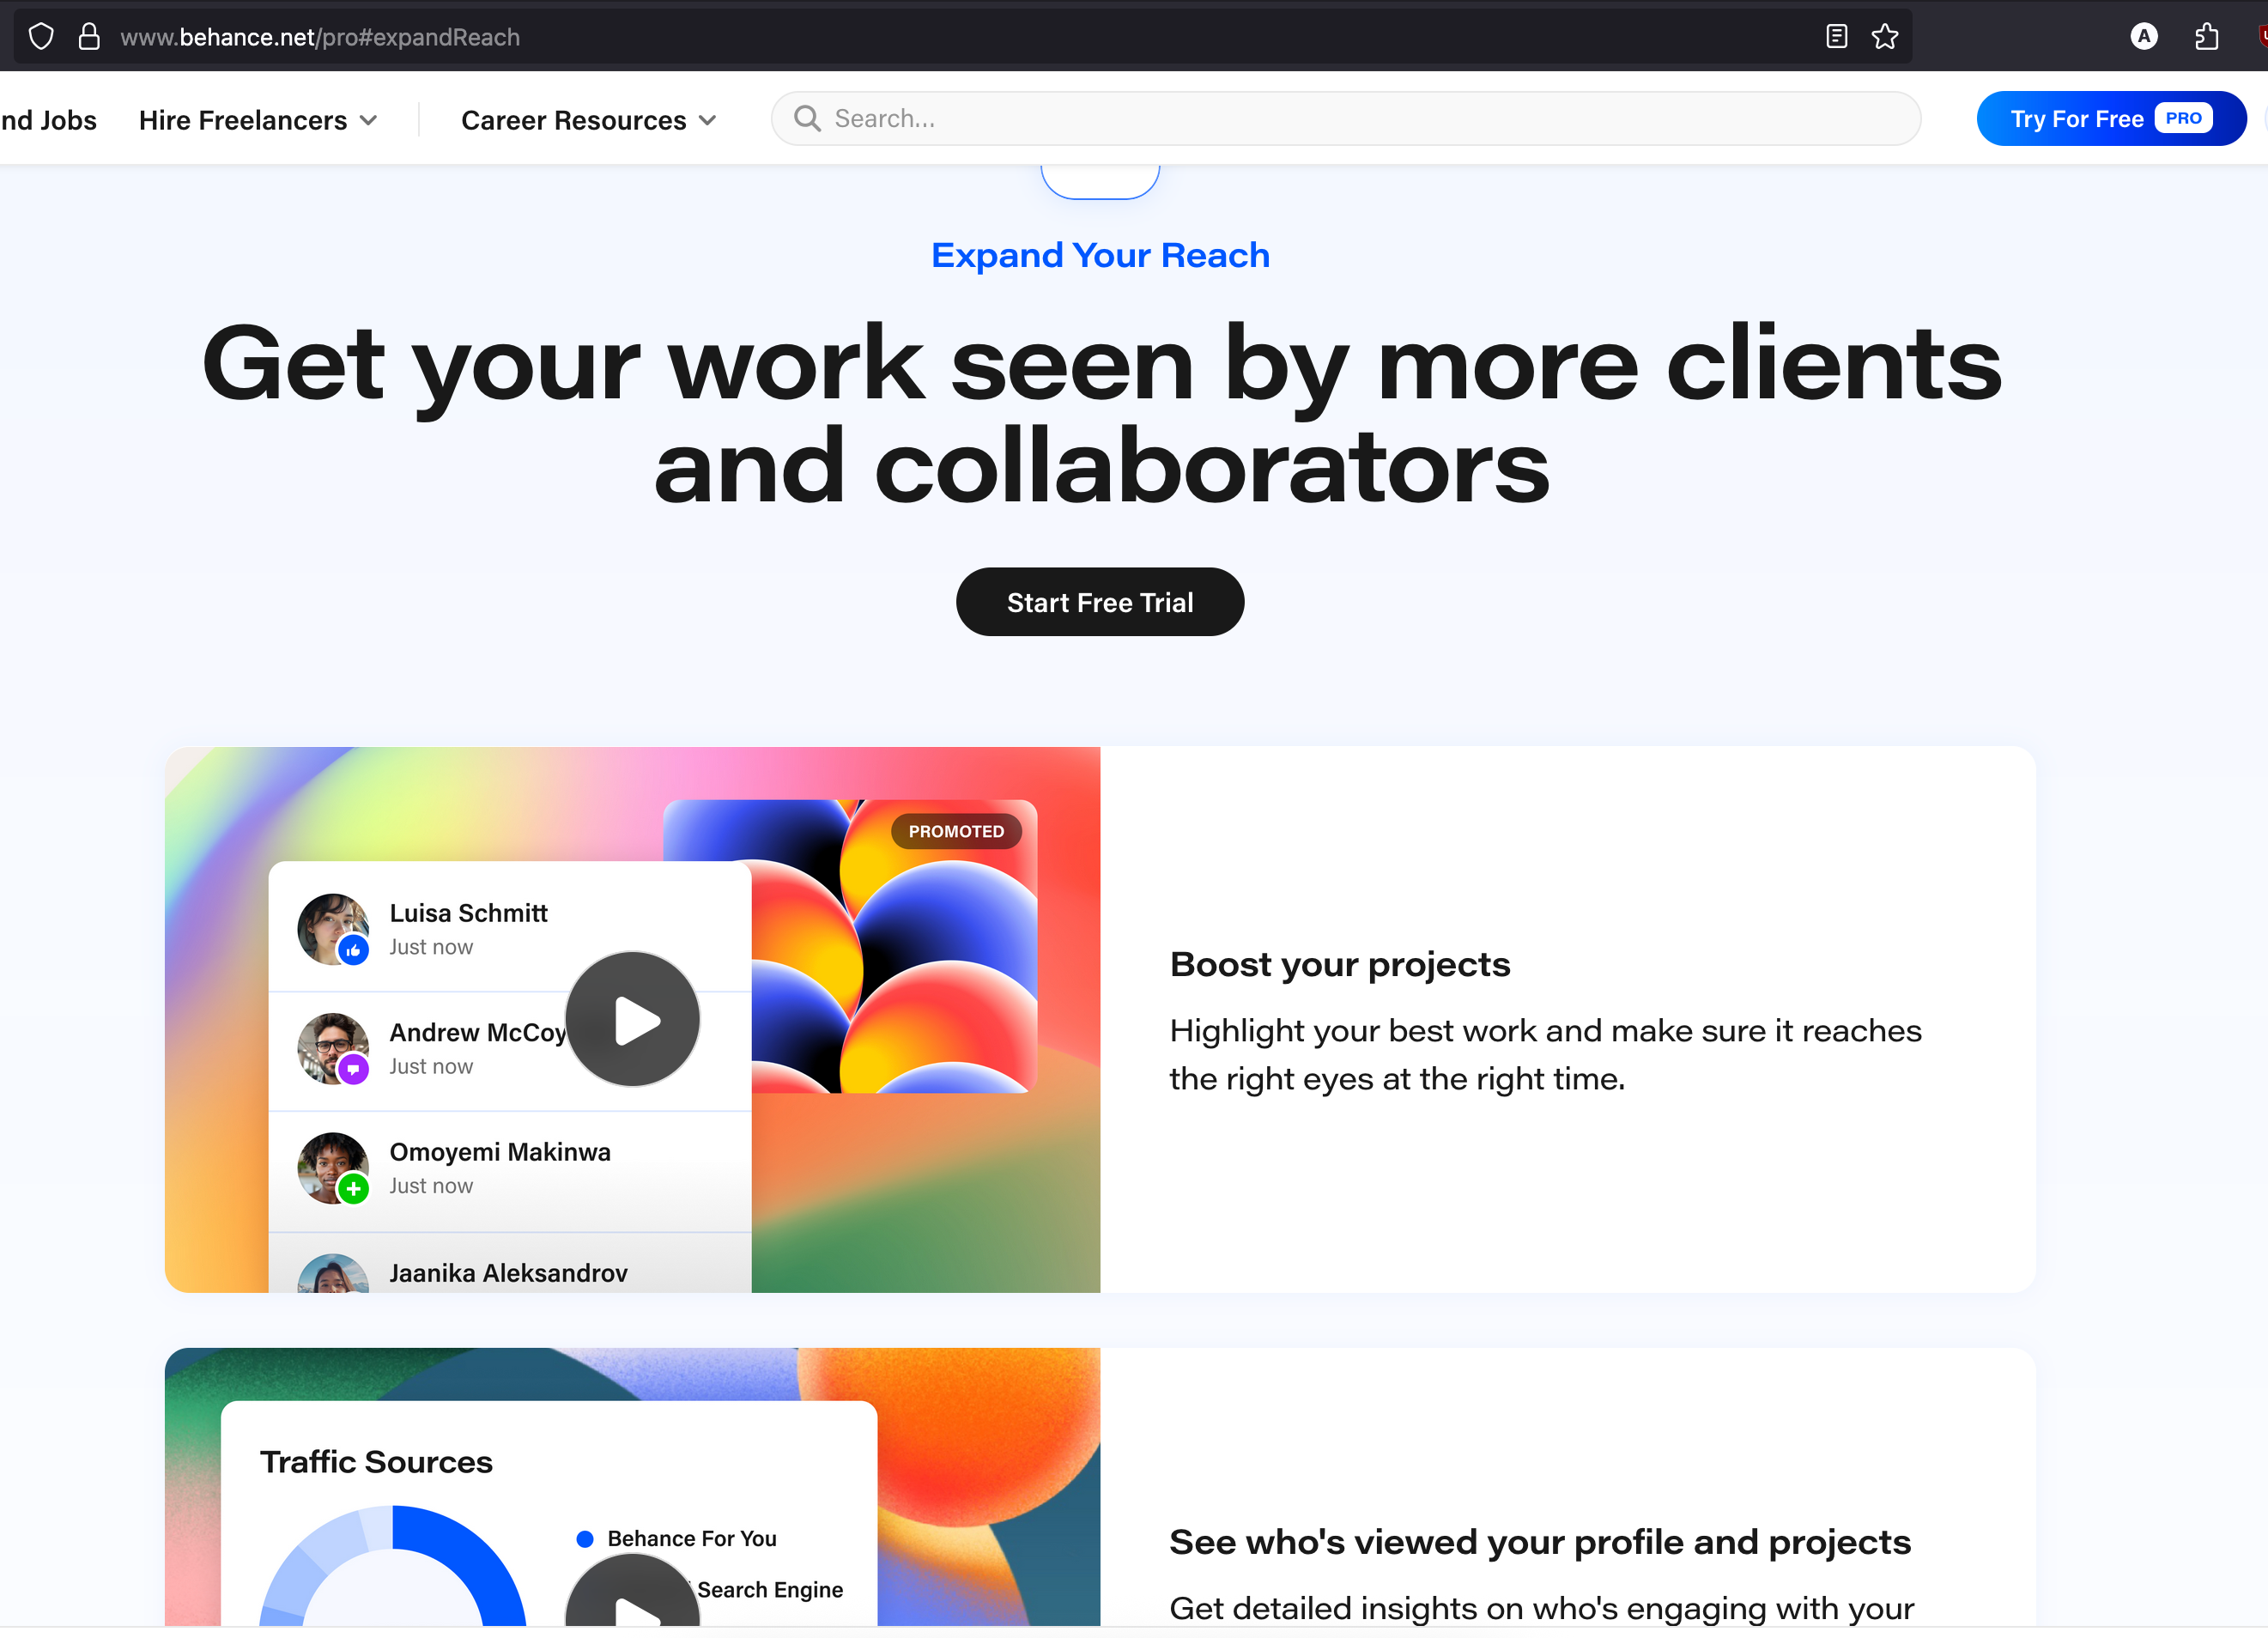 www.behance.net/pro#expandReach
A
nd Jobs
Hire Freelancers
Career Resources
Search...
Try For Free PRO
Expand Your Reach
Get your work seen by more clients
and collaborators
Start Free Trial
PROMOTED
Luisa Schmitt
Just now
Andrew McCoy
Just now
Omoyemi Makinwa
Just now
Jaanika Aleksandrov
Boost your projects
Highlight your best work and make sure it reaches
the right eyes at the right time.
Traffic Sources
Behance For You
Search Engine
See who's viewed your profile and projects
Get detailed insights on who's engaging with your